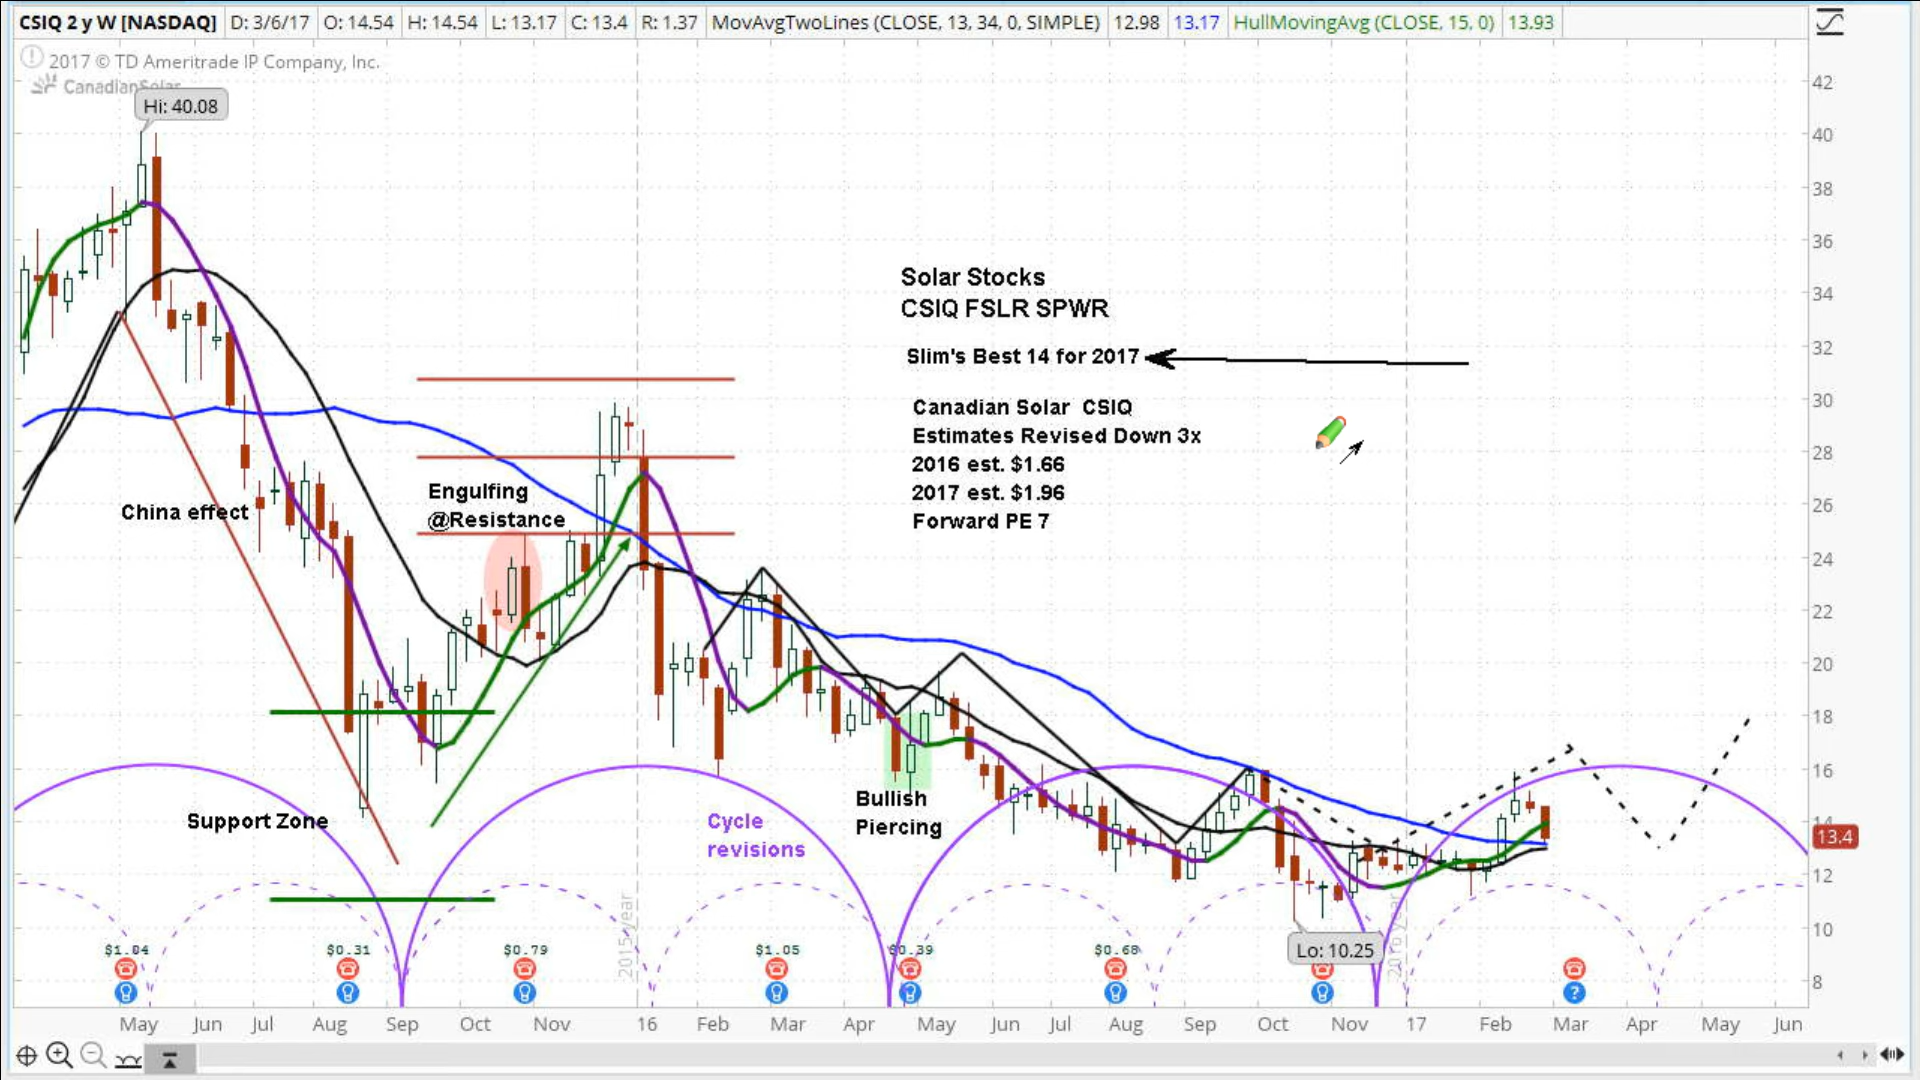 CSIQ 2 y W [NASDAQ] D: 3/6/17 O: 14.54 H: 14.54 L: 13.17 C: 13.4 R: 1.37 MovAvgTwoLines (CLOSE, 13, 34, 0, SIMPLE) 12.98 13.17 HullMovingAvg (CLOSE, 15, 0) 13.93
2017 © TD Ameritrade IP Company, Inc.
CanadianSolar
Hi: 40.08
42
40
38
36
34
32
30
28
26
24
22
20
18
16
14
13.4
12
10
8
Solar Stocks
CSIQ FSLR SPWR
Slim's Best 14 for 2017
Canadian Solar CSIQ
Estimates Revised Down 3x
2016 est. $1.66
2017 est. $1.96
Forward PE 7
China effect
Engulfing
@Resistance
Support Zone
Cycle
revisions
Bullish
Piercing
2015 year
2016 year
Lo: 10.25
$1.04 $0.31 $0.79 $1.05 $0.39 $0.68
?
May Jun Jul Aug Sep Oct Nov 16 Feb Mar Apr May Jun Jul Aug Sep Oct Nov 17 Feb Mar Apr May Jun